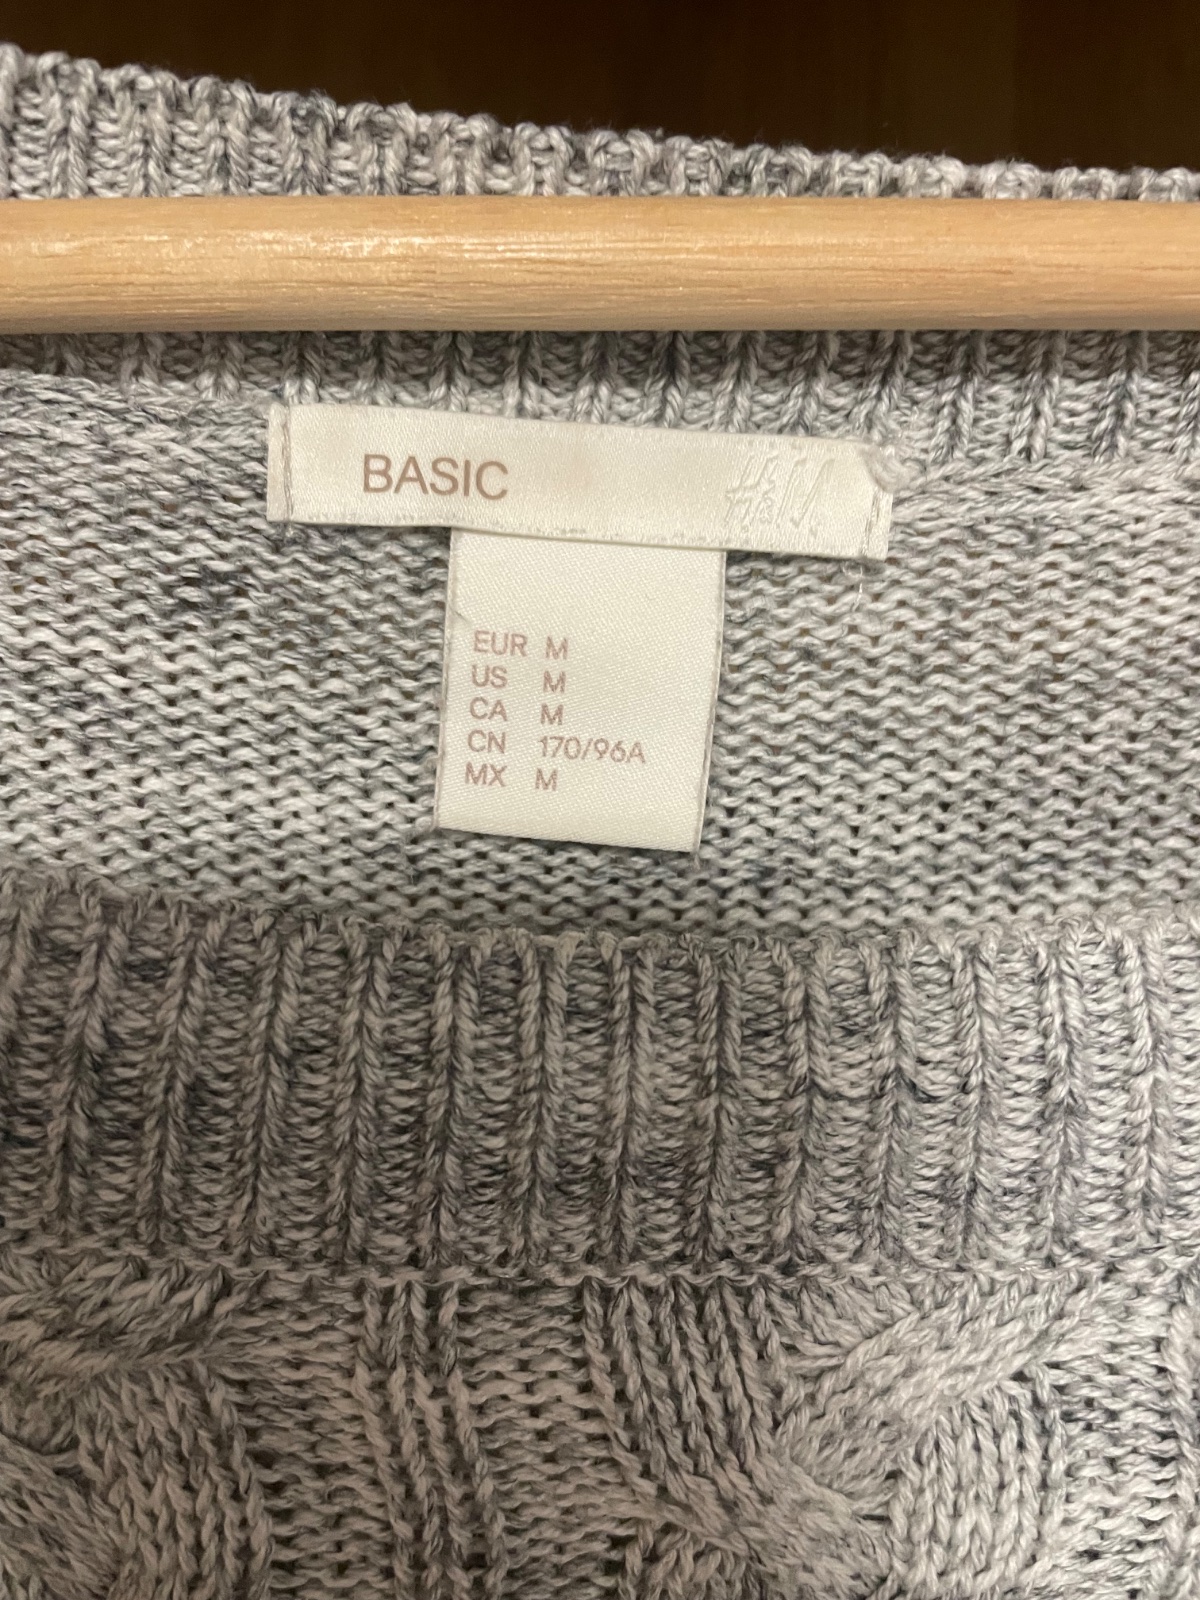 BASIC H&M
EUR M
US M
CA M
CN 170/96A
MX M